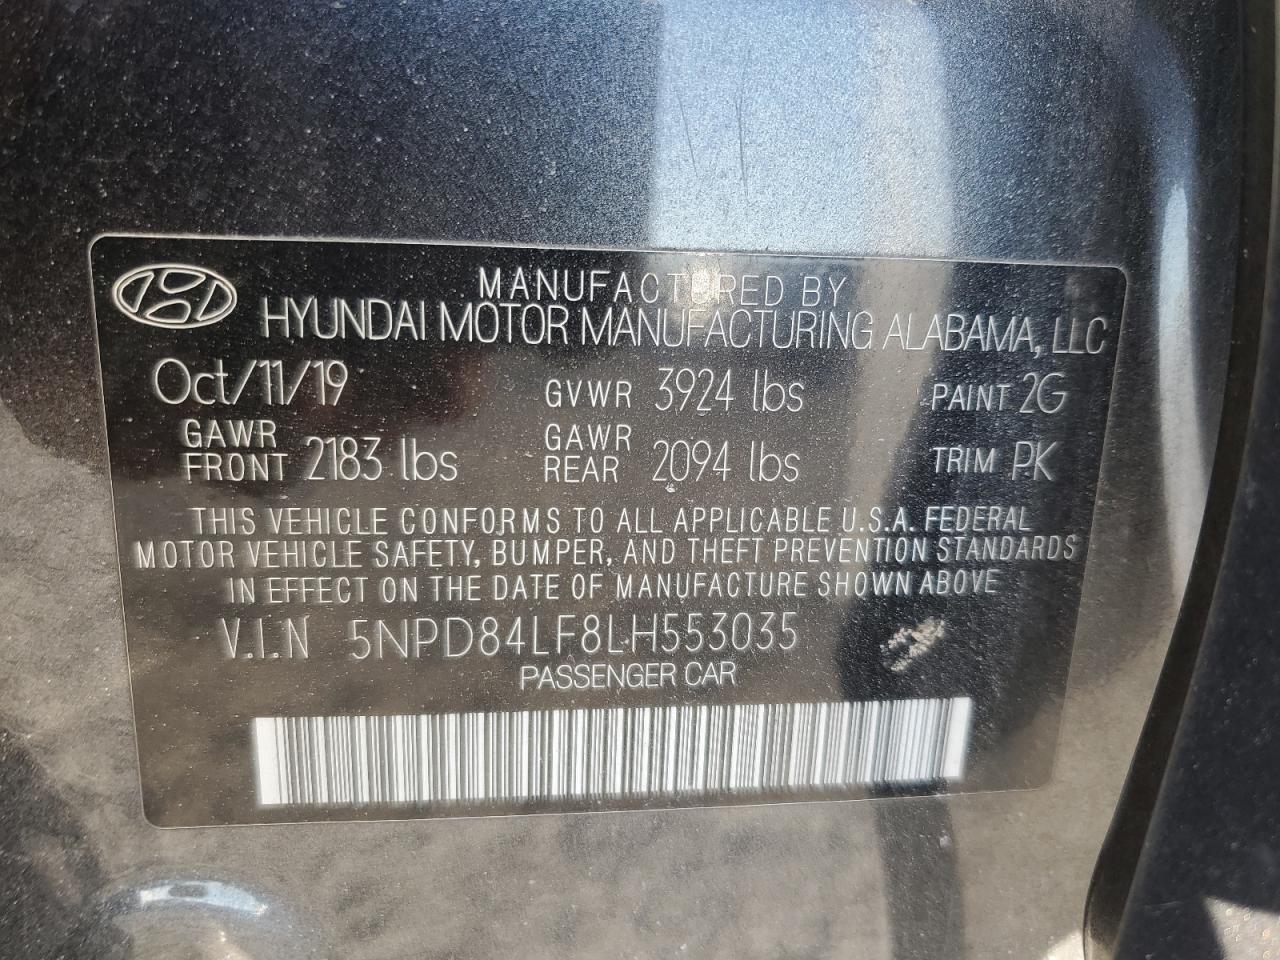 MANUFACTURED BY
HYUNDAI MOTOR MANUFACTURING ALABAMA, LLC
Oct/11/19 GVWR 3924 lbs PAINT 2G
GAWR FRONT 2183 lbs GAWR REAR 2094 lbs TRIM PK
THIS VEHICLE CONFORMS TO ALL APPLICABLE U.S.A. FEDERAL
MOTOR VEHICLE SAFETY, BUMPER, AND THEFT PREVENTION STANDARDS
IN EFFECT ON THE DATE OF MANUFACTURE SHOWN ABOVE
V.I.N 5NPD84LF8LH553035
PASSENGER CAR